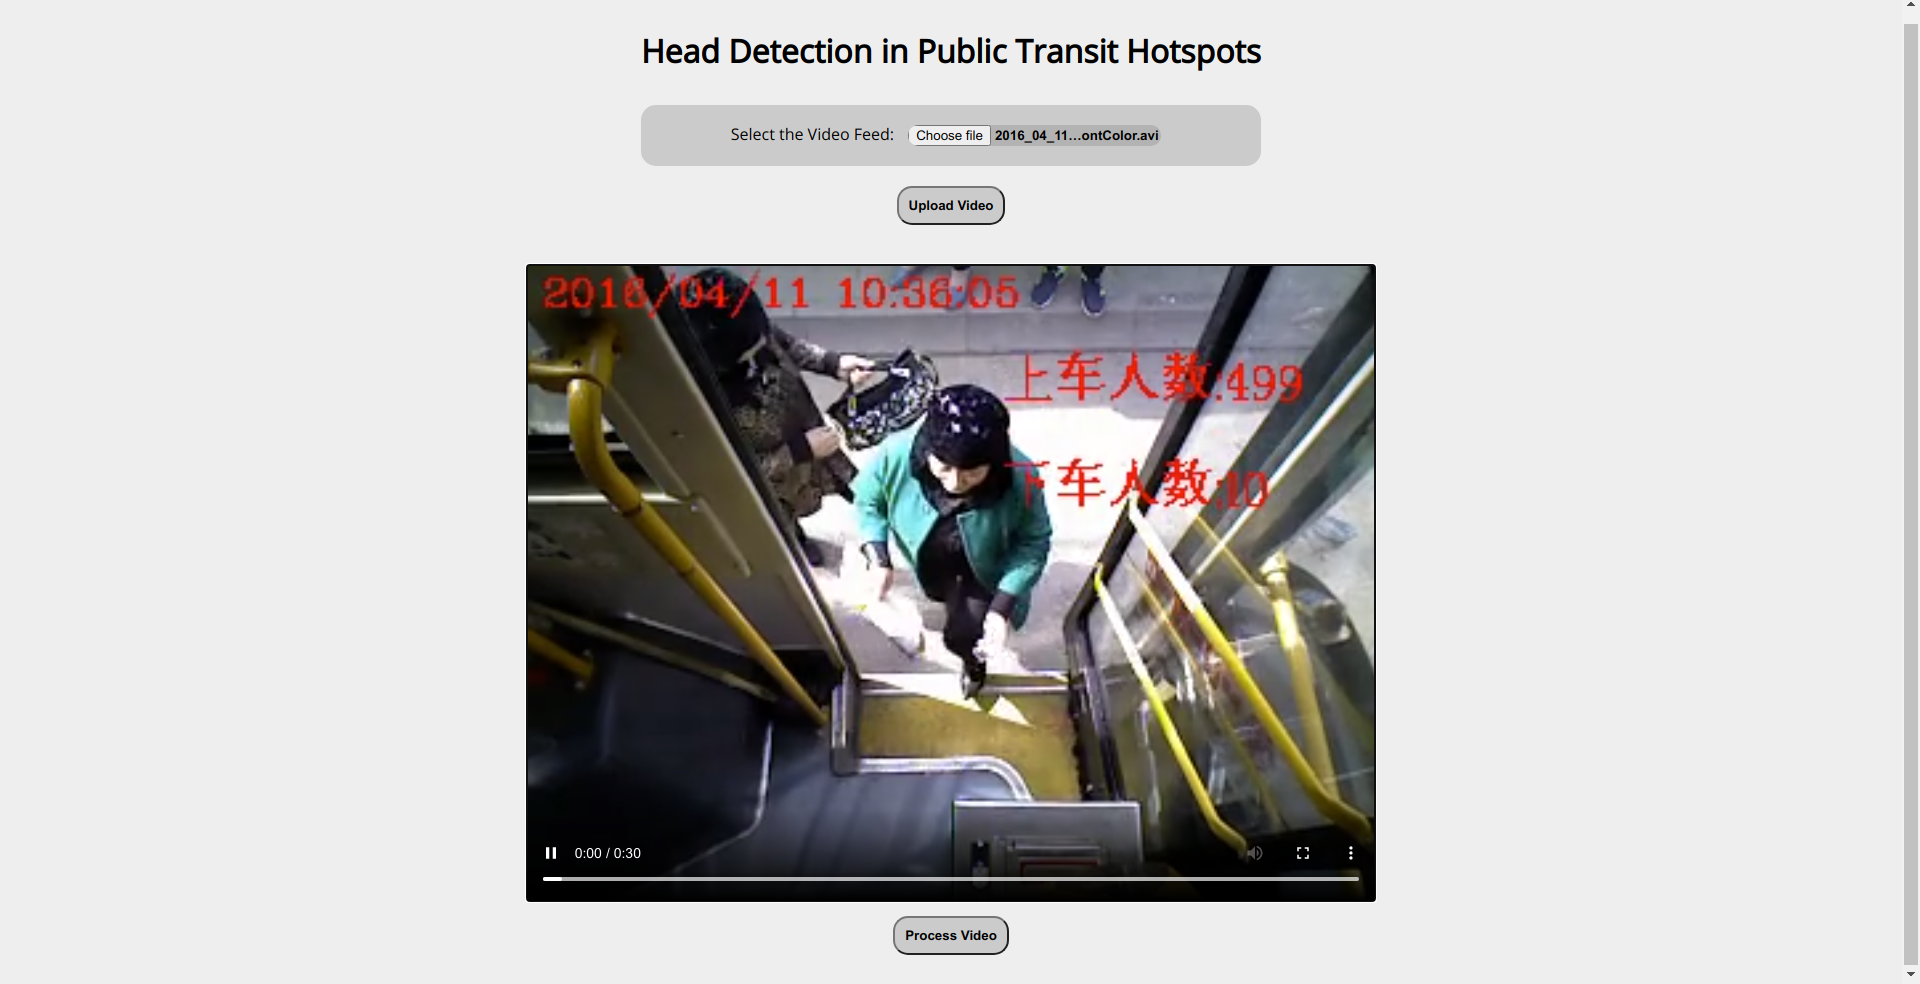 Head Detection in Public Transit Hotspots
Select the Video Feed: Choose file 2016_04_11...ontColor.avi
Upload Video
2016/04/11 10:36:05
上车人数:499
下车人数:10
0:00 / 0:30
Process Video